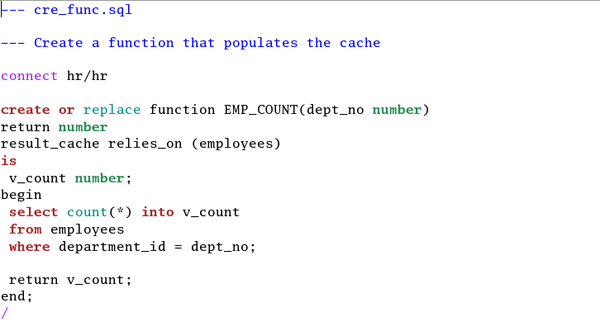 --- cre_func.sql
--- Create a function that populates the cache
connect hr/hr
create or replace function EMP_COUNT(dept_no number)
return number
result_cache relies_on (employees)
is
v_count number;
begin
select count(*) into v_count
from employees
where department_id = dept_no;
return v_count;
end;
/